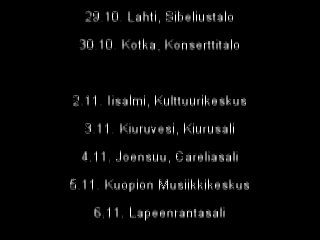 29.10. Lahti, Sibeliustalo
30.10. Kotka, Konserttitalo
2.11. Iisalmi, Kulttuurikeskus
3.11. Kiuruvesi, Kiurusali
4.11. Joensuu, Careliasali
5.11. Kuopion Musiikkikeskus
6.11. Lapeenrantasali